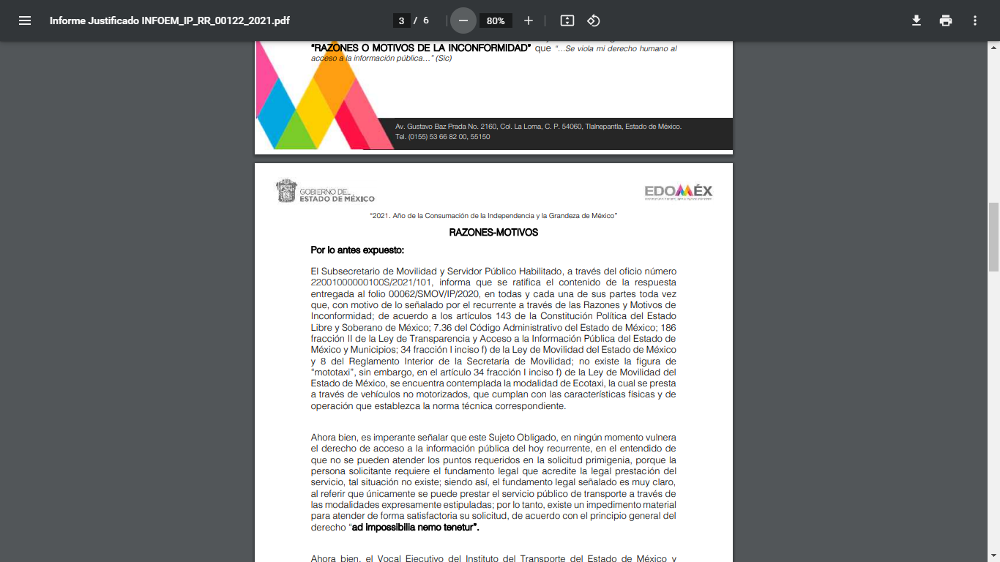 Informe Justificado INFOEM_IP_RR_00122_2021.pdf
3 / 6
80%
“RAZONES O MOTIVOS DE LA INCONFORMIDAD” que “…Se viola mi derecho humano al
acceso a la información pública…” (Sic)
Av. Gustavo Baz Prada No. 2160, Col. La Loma, C. P. 54060, Tlalnepantla, Estado de México.
Tel. (0155) 53 66 82 00, 55150
GOBIERNO DEL
ESTADO DE MÉXICO
EDOMÉX
“2021. Año de la Consumación de la Independencia y la Grandeza de México”
RAZONES-MOTIVOS
Por lo antes expuesto:
El Subsecretario de Movilidad y Servidor Público Habilitado, a través del oficio número
22001000000100S/2021/101, informa que se ratifica el contenido de la respuesta
entregada al folio 00062/SMOV/IP/2020, en todas y cada una de sus partes toda vez
que, con motivo de lo señalado por el recurrente a través de las Razones y Motivos de
Inconformidad; de acuerdo a los artículos 143 de la Constitución Política del Estado
Libre y Soberano de México; 7.36 del Código Administrativo del Estado de México; 186
fracción II de la Ley de Transparencia y Acceso a la Información Pública del Estado de
México y Municipios; 34 fracción I inciso f) de la Ley de Movilidad del Estado de México
y 8 del Reglamento Interior de la Secretaría de Movilidad; no existe la figura de
“mototaxi”, sin embargo, en el artículo 34 fracción I inciso f) de la Ley de Movilidad del
Estado de México, se encuentra contemplada la modalidad de Ecotaxi, la cual se presta
a través de vehículos no motorizados, que cumplan con las características físicas y de
operación que establezca la norma técnica correspondiente.
Ahora bien, es imperante señalar que este Sujeto Obligado, en ningún momento vulnera
el derecho de acceso a la información pública del hoy recurrente, en el entendido de
que no se pueden atender los puntos requeridos en la solicitud primigenia, porque la
persona solicitante requiere el fundamento legal que acredite la legal prestación del
servicio, tal situación no existe; siendo así, el fundamento legal señalado es muy claro,
al referir que únicamente se puede prestar el servicio público de transporte a través de
las modalidades expresamente estipuladas; por lo tanto, existe un impedimento material
para atender de forma satisfactoria su solicitud, de acuerdo con el principio general del
derecho “ad impossibilia nemo tenetur”.
Ahora bien, el Vocal Ejecutivo del Instituto del Transporte del Estado de México y